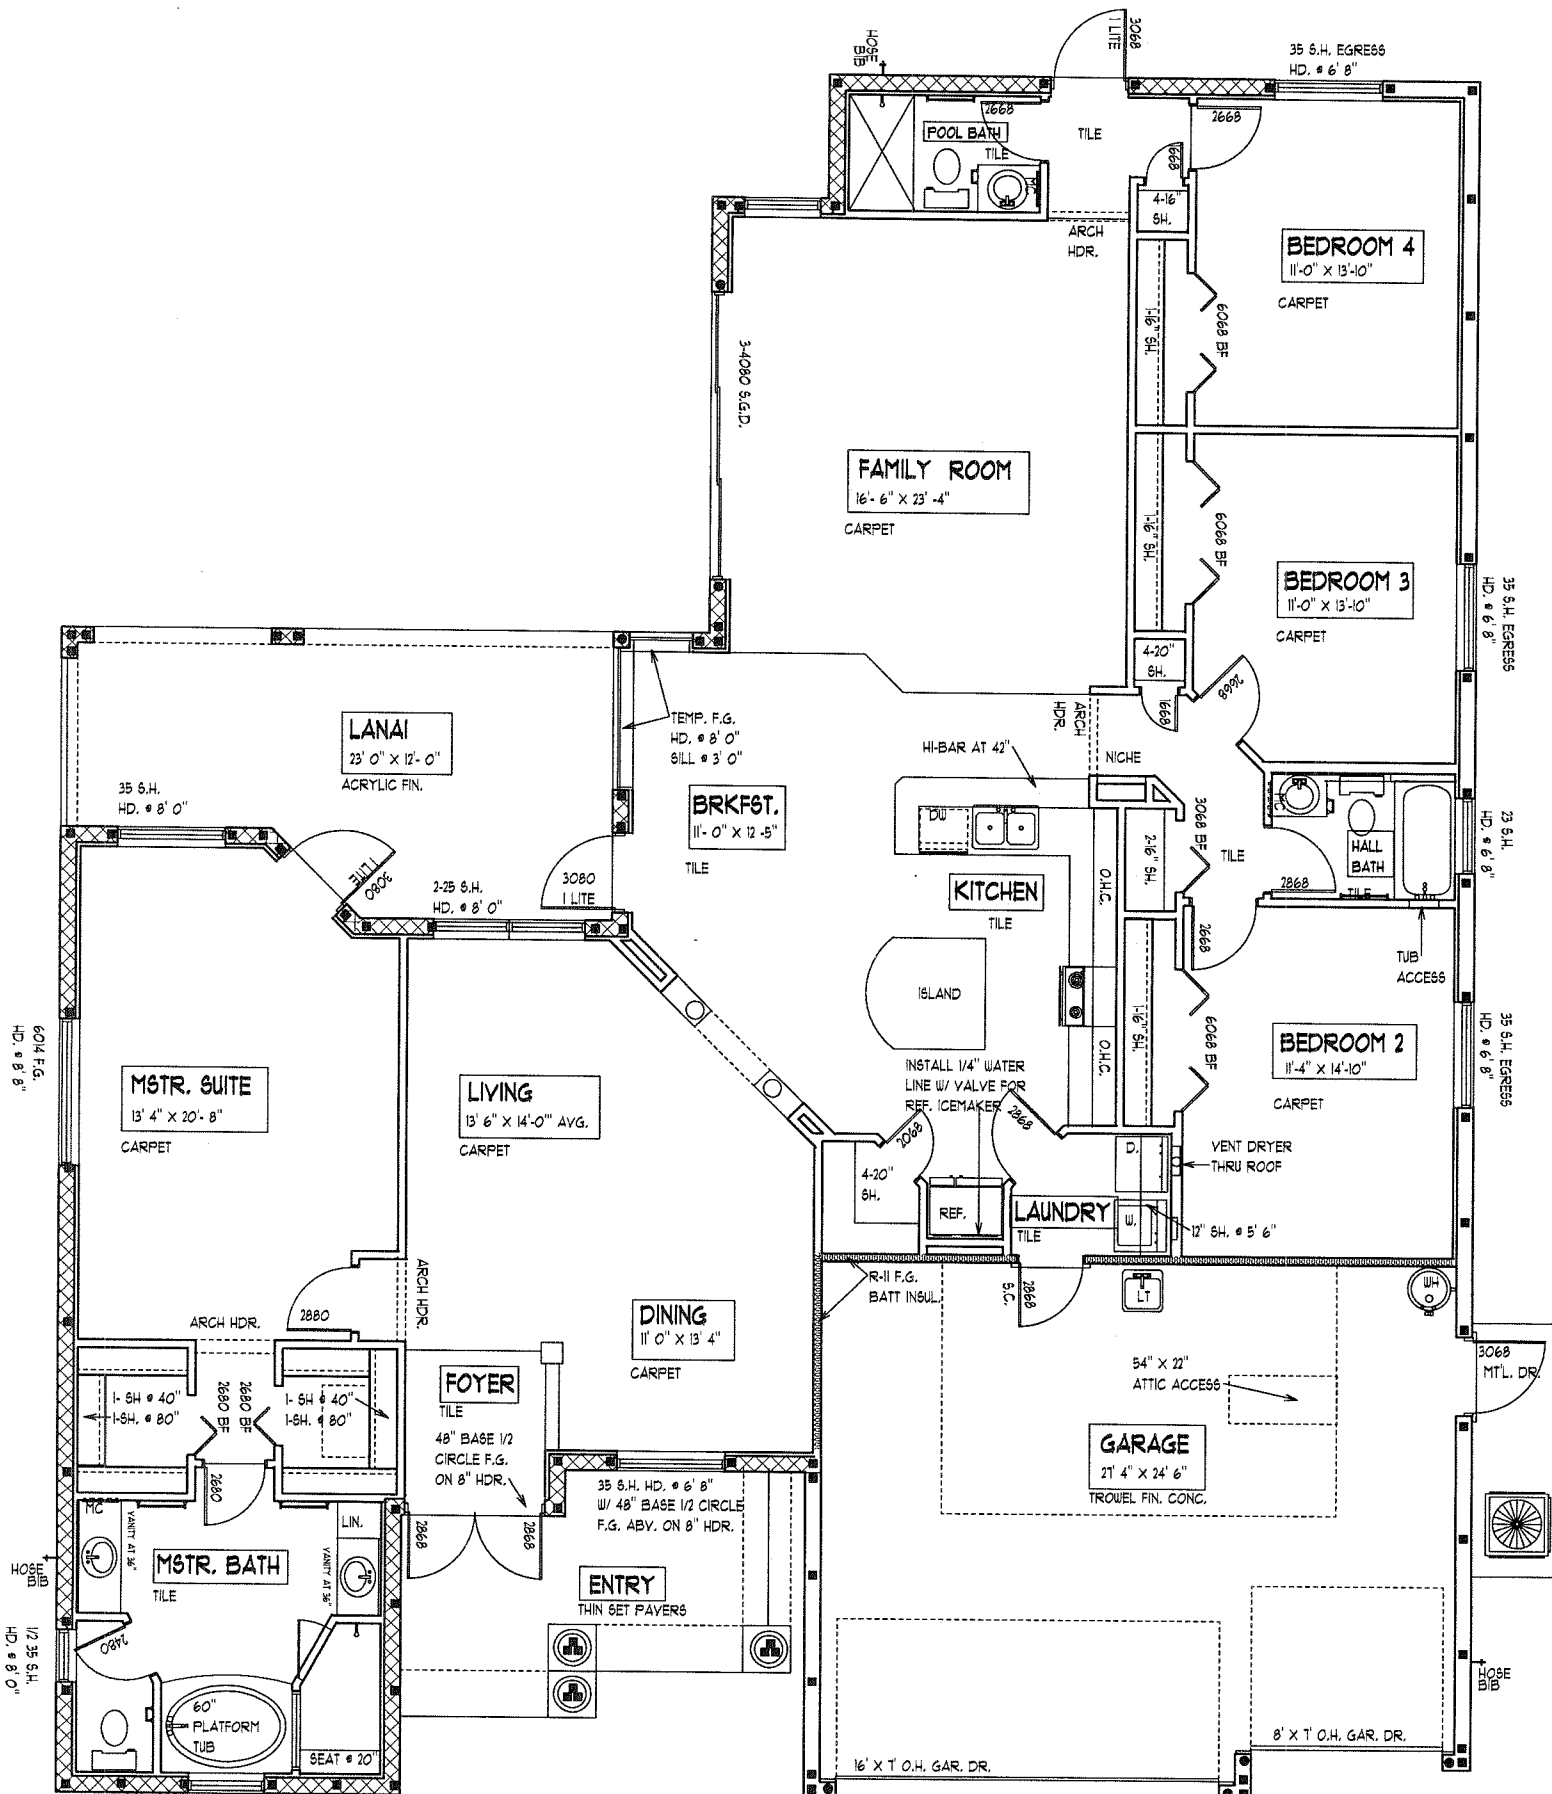 3068
1 LITE
HOSE
BIB
35 S.H. EGRESS
HD. @ 6' 8"
2668
POOL BATH
TILE
MC
TILE
2668
1668
4-16"
SH.
ARCH
HDR.
BEDROOM 4
11'-0" X 13'-10"
CARPET
1-16" SH.
6068 BF
3-4080 S.G.D.
FAMILY ROOM
16'- 6" X 23' -4"
CARPET
1-16" SH.
6068 BF
BEDROOM 3
11'-0" X 13'-10"
CARPET
35 S.H. EGRESS
HD. @ 6' 8"
4-20"
SH.
1668
2668
ARCH
HDR.
NICHE
LANAI
23' 0" X 12'- 0"
ACRYLIC FIN.
TEMP. F.G.
HD. @ 8' 0"
SILL @ 3' 0"
HI-BAR AT 42"
35 S.H.
HD. @ 8' 0"
BRKFST.
11'- 0" X 12 -5"
TILE
DW
3068 BF
2-16" SH.
TILE
HALL
BATH
TILE
2868
23 S.H.
HD. @ 6' 8"
1 LITE
3080
2-25 S.H.
HD. @ 8' 0"
3080
1 LITE
KITCHEN
TILE
O.H.C.
2668
TUB
ACCESS
ISLAND
O.H.C.
1-16" SH.
6068 BF
BEDROOM 2
11'-4" X 14'-10"
CARPET
35 S.H. EGRESS
HD. @ 6' 8"
6014 F.G.
HD. @ 8' 8"
MSTR. SUITE
13' 4" X 20'- 8"
CARPET
LIVING
13' 6" X 14'-0" AVG.
CARPET
INSTALL 1/4" WATER
LINE W/ VALVE FOR
REF. ICEMAKER
2068
2868
4-20"
SH.
REF.
LAUNDRY
TILE
D.
W.
VENT DRYER
THRU ROOF
12" SH. @ 5' 6"
R-11 F.G.
BATT INSUL.
S.C.
2868
LT
WH
ARCH HDR.
ARCH HDR.
2880
DINING
11' 0" X 13' 4"
CARPET
3068
MT'L. DR.
54" X 22"
ATTIC ACCESS
1- SH @ 40"
1-SH. @ 80"
2680 BF
2680 BF
1- SH @ 40"
1-SH. @ 80"
FOYER
TILE
48" BASE 1/2
CIRCLE F.G.
ON 8" HDR.
GARAGE
21' 4" X 24' 6"
TROWEL FIN. CONC.
35 S.H. HD. @ 6' 8"
W/ 48" BASE 1/2 CIRCLE
F.G. ABV. ON 8" HDR.
2680
MC
VANITY AT 36"
LIN.
VANITY AT 36"
2868
2868
MSTR. BATH
TILE
HOSE
BIB
ENTRY
THIN SET PAVERS
2480
1/2 35 S.H.
HD. @ 8' 0"
60"
PLATFORM
TUB
SEAT @ 20"
HOSE
BIB
16' X 7' O.H. GAR. DR.
8' X 7' O.H. GAR. DR.